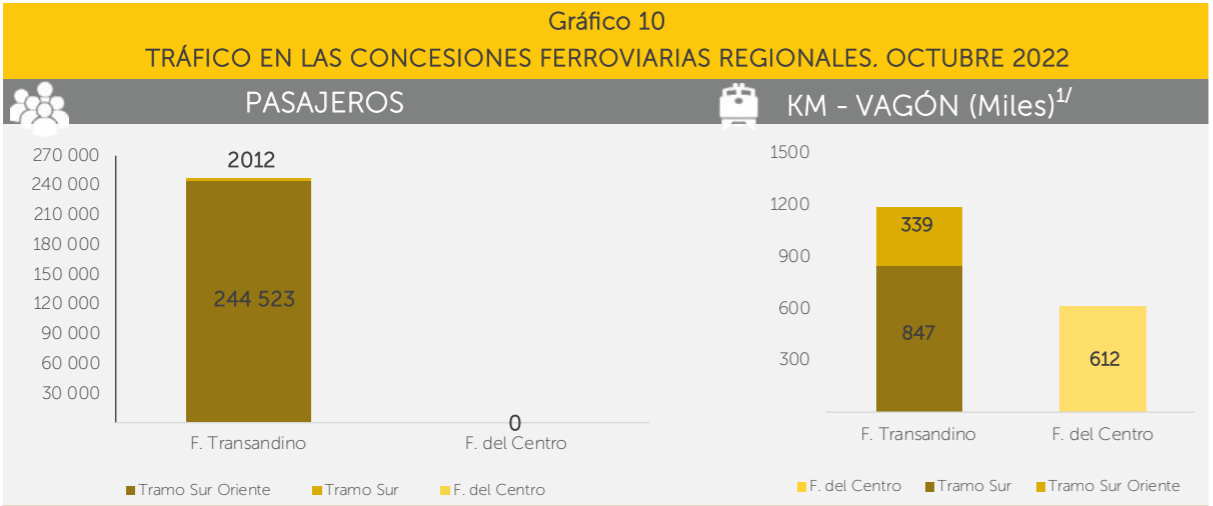 Gráfico 10
TRÁFICO EN LAS CONCESIONES FERROVIARIAS REGIONALES. OCTUBRE 2022
PASAJEROS
270 000
240 000
210 000
180 000
150 000
120 000
90 000
60 000
30 000
2012
244 523
0
F. Transandino
F. del Centro
Tramo Sur Oriente
Tramo Sur
F. del Centro
KM - VAGÓN (Miles)1/
1500
1200
900
600
300
339
847
612
F. Transandino
F. del Centro
F. del Centro
Tramo Sur
Tramo Sur Oriente